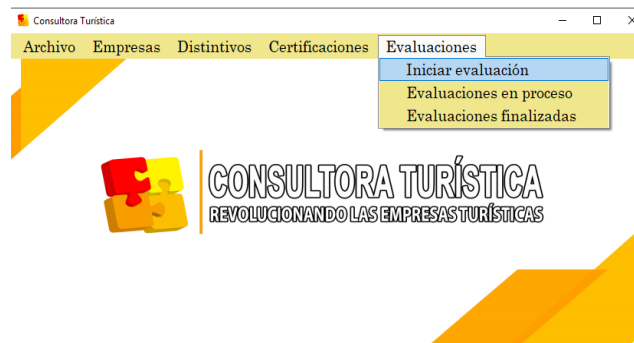 Consultora Turística
Archivo Empresas Distintivos Certificaciones Evaluaciones
Iniciar evaluación
Evaluaciones en proceso
Evaluaciones finalizadas
CONSULTORA TURÍSTICA
REVOLUCIONANDO LAS EMPRESAS TURÍSTICAS